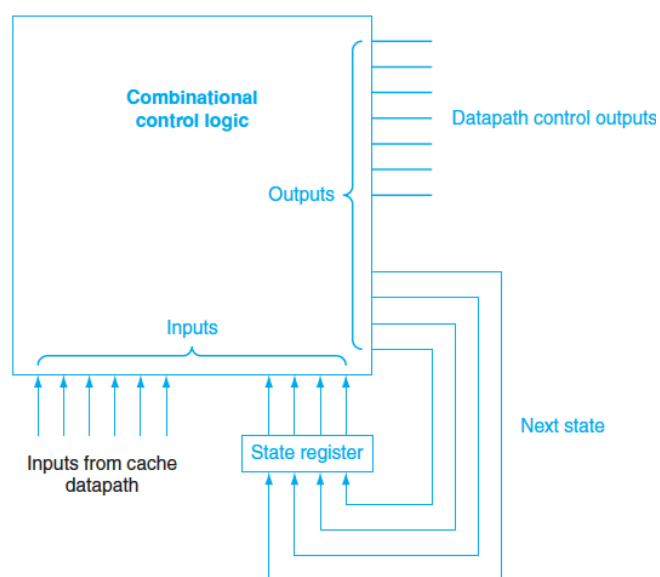 Combinational
control logic
Datapath control outputs
Outputs
Inputs
Next state
State register
Inputs from cache
datapath